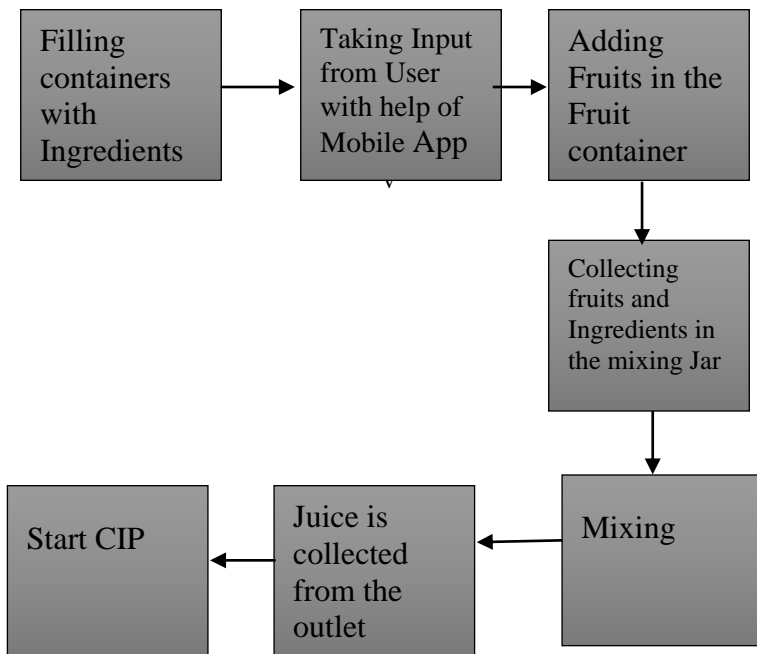 Filling
containers
with
Ingredients
Taking Input
from User
with help of
Mobile App
Adding
Fruits in the
Fruit
container
Collecting
fruits and
Ingredients in
the mixing Jar
Mixing
Juice is
collected
from the
outlet
Start CIP